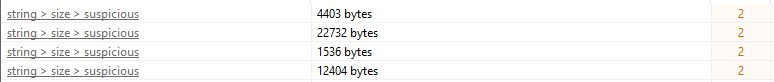 string > size > suspicious 4403 bytes 2
string > size > suspicious 22732 bytes 2
string > size > suspicious 1536 bytes 2
string > size > suspicious 12404 bytes 2